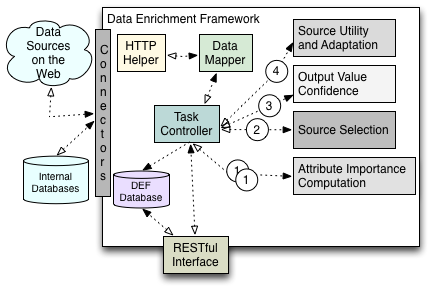 Data Enrichment Framework
Data
Sources
on the
Web
Connectors
HTTP
Helper
Data
Mapper
Source Utility
and Adaptation
4
Output Value
Confidence
3
Task
Controller
2
Source Selection
Internal
Databases
DEF
Database
1
1
Attribute Importance
Computation
RESTful
Interface